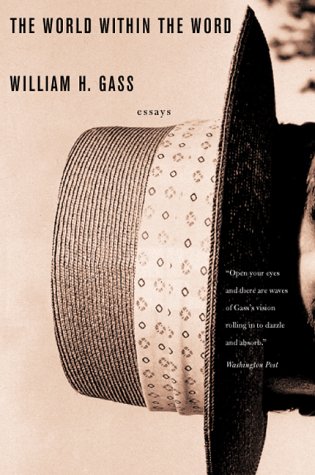 THE WORLD WITHIN THE WORD
WILLIAM H. GASS
essays
“Open your eyes
and there are waves
of Gass's vision
rolling in to dazzle
and absorb.”
Washington Post